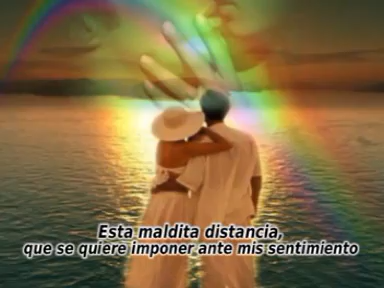 Esta maldita distancia,
que se quiere imponer ante mis sentimiento